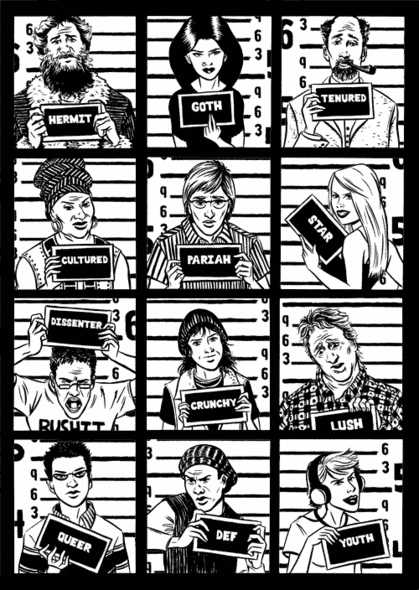 HERMIT
GOTH
TENURED
CULTURED
PARIAH
STAR
DISSENTER
CRUNCHY
LUSH
QUEER
DEF
YOUTH